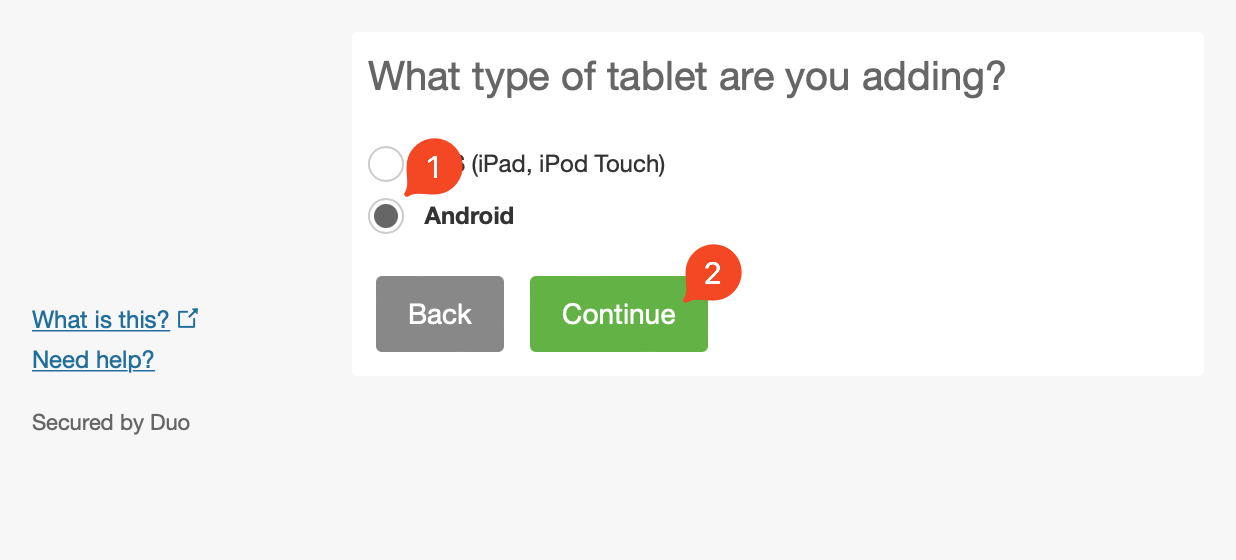 What type of tablet are you adding?
1
(iPad, iPod Touch)
Android
2
Back
Continue
What is this?
Need help?
Secured by Duo